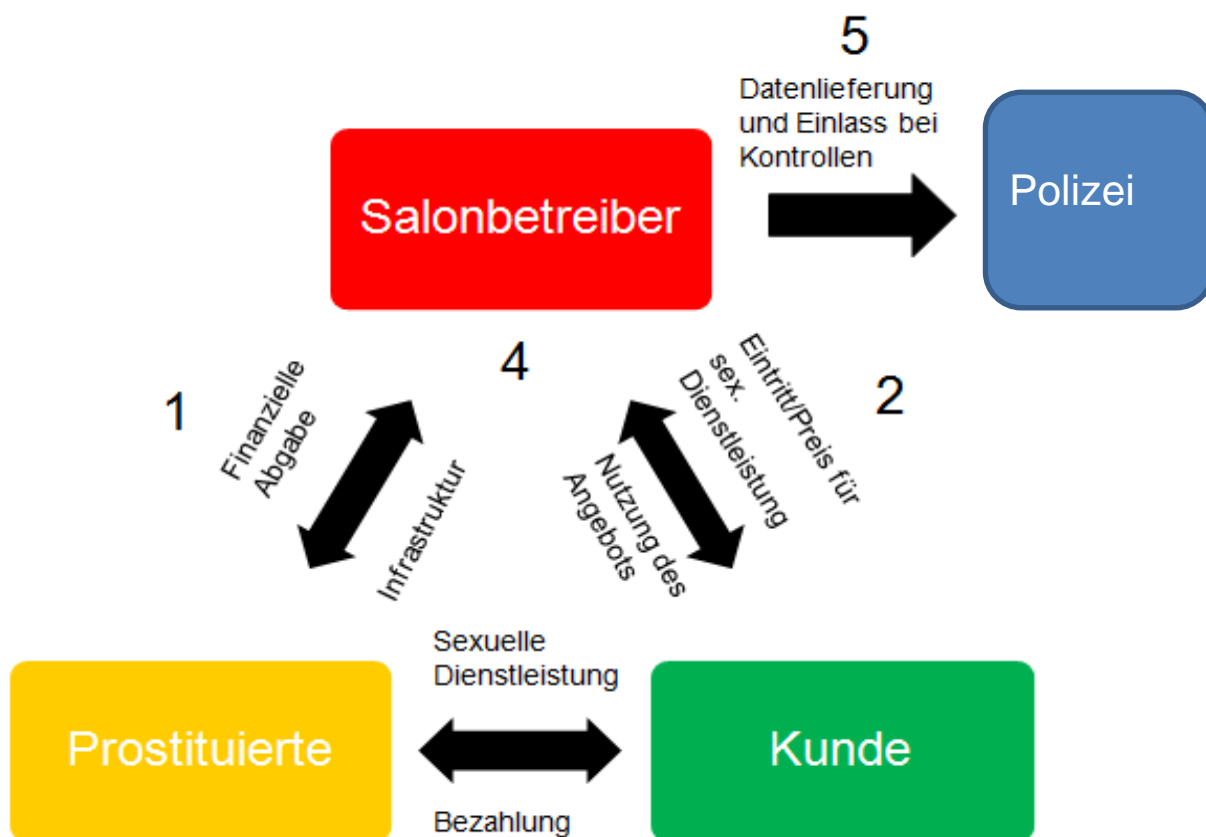 5
Datenlieferung
und Einlass bei
Kontrollen
Salonbetreiber
Polizei
1
Finanzielle
Abgabe
Infrastruktur
4
Eintritt/Preis für
sex.
Dienstleistung
Nutzung des
Angebots
2
Sexuelle
Dienstleistung
Prostituierte
Kunde
Bezahlung